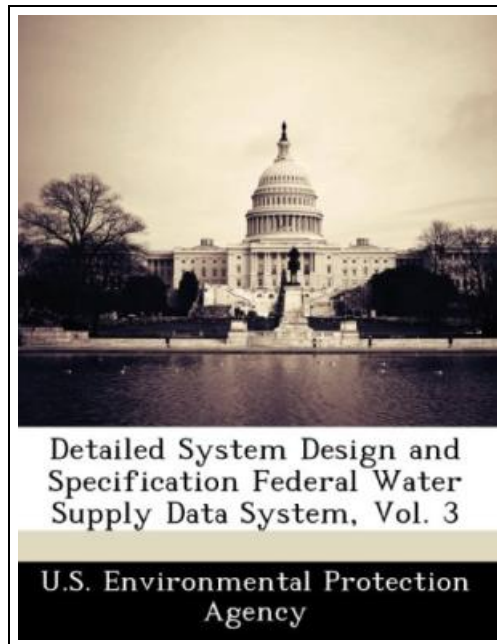 Detailed System Design and
Specification Federal Water
Supply Data System, Vol. 3
U.S. Environmental Protection
Agency